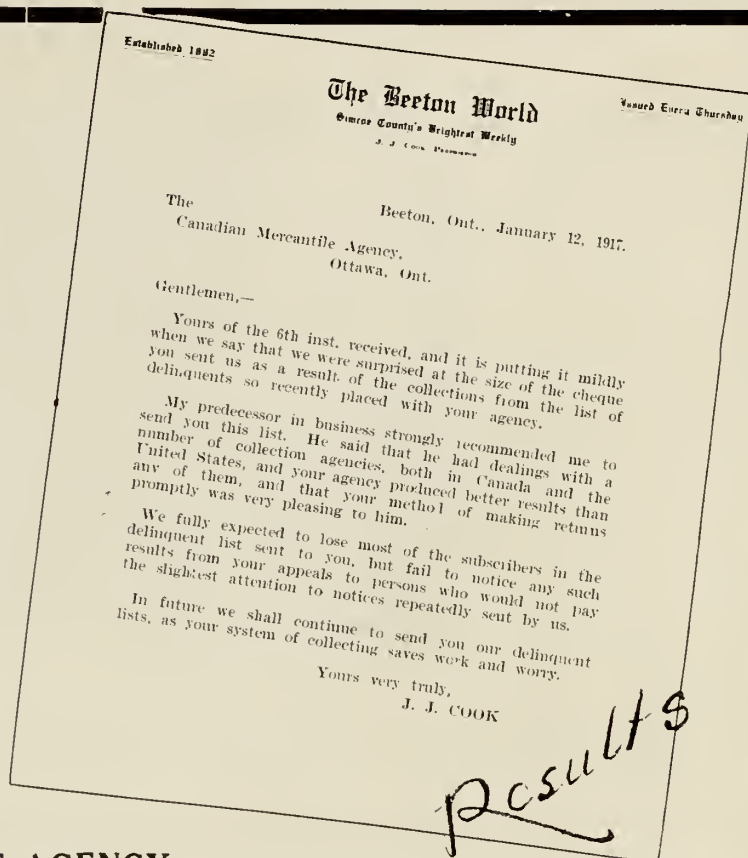 Established 1882
Issued Every Thursday
The Beeton World
Simcoe County's Brightest Weekly
J. J. Cook
Beeton, Ont., January 12, 1917.
The
Canadian Mercantile Agency,
Ottawa, Ont.
Gentlemen,—
Yours of the 6th inst. received, and it is putting it mildly
when we say that we were surprised at the size of the cheque
you sent us as a result of the collections from the list of
delinquents so recently placed with your agency.
My predecessor in business strongly recommended me to
send you this list. He said that he had dealings with a
number of collection agencies, both in Canada and the
United States, and your agency produced better results than
any of them, and that your method of making returns
promptly was very pleasing to him.
We fully expected to lose most of the subscribers in the
delinquent list sent to you, but fail to notice any such
results from your appeals to persons who would not pay
the slightest attention to notices repeatedly sent by us.
In future we shall continue to send you our delinquent
lists, as your system of collecting saves work and worry.
Yours very truly,
J. J. COOK
Results
AGENCY